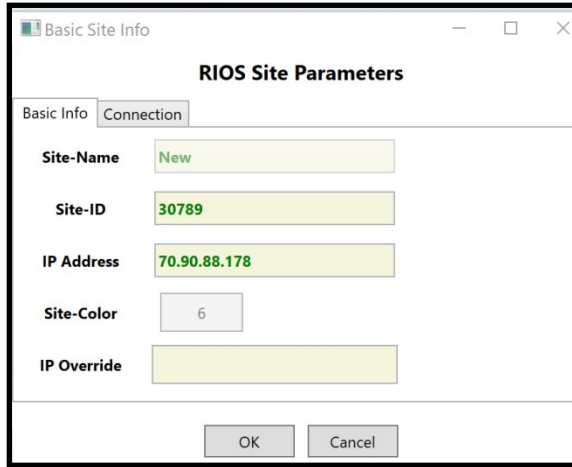 Basic Site Info
RIOS Site Parameters
Basic Info Connection
Site-Name New
Site-ID 30789
IP Address 70.90.88.178
Site-Color 6
IP Override
OK Cancel